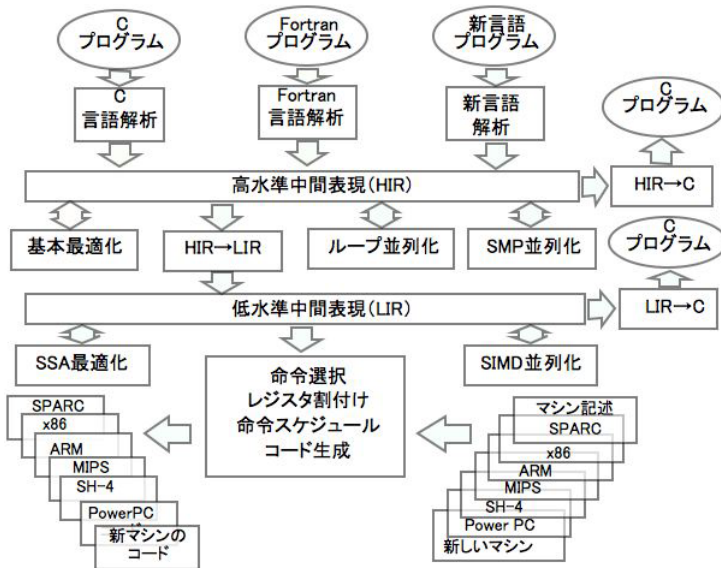 C
プログラム
Fortran
プログラム
新言語
プログラム
C
言語解析
Fortran
言語解析
新言語
解析
C
プログラム
高水準中間表現(HIR)
HIR→C
基本最適化
HIR→LIR
ループ並列化
SMP並列化
C
プログラム
低水準中間表現(LIR)
LIR→C
SSA最適化
命令選択
レジスタ割付け
命令スケジュール
コード生成
SIMD並列化
SPARC
x86
ARM
MIPS
SH-4
PowerPC
新マシンの
コード
マシン記述
SPARC
x86
ARM
MIPS
SH-4
Power PC
新しいマシン